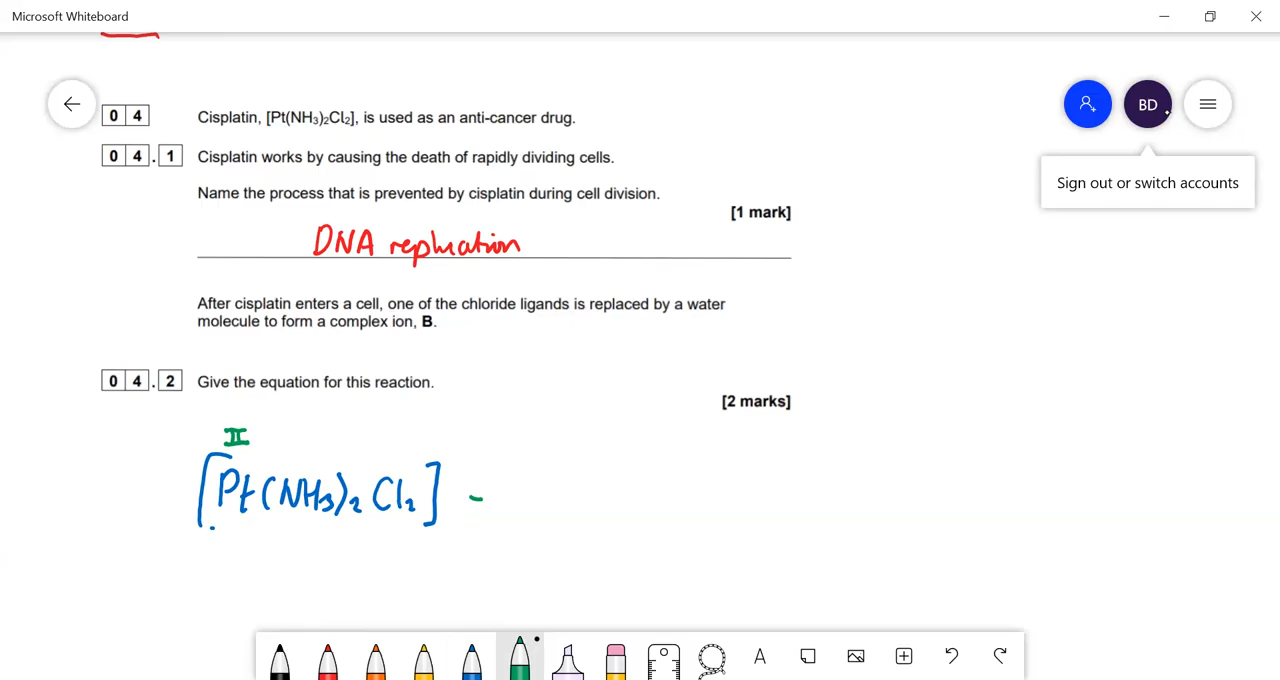 Microsoft Whiteboard
0 4 Cisplatin, [Pt(NH₃)₂Cl₂], is used as an anti-cancer drug.
BD
0 4 . 1 Cisplatin works by causing the death of rapidly dividing cells.
Sign out or switch accounts
Name the process that is prevented by cisplatin during cell division.
[1 mark]
DNA replication
After cisplatin enters a cell, one of the chloride ligands is replaced by a water
molecule to form a complex ion, B.
0 4 . 2 Give the equation for this reaction.
[2 marks]
II
[Pt(NH₃)₂Cl₂] -
A